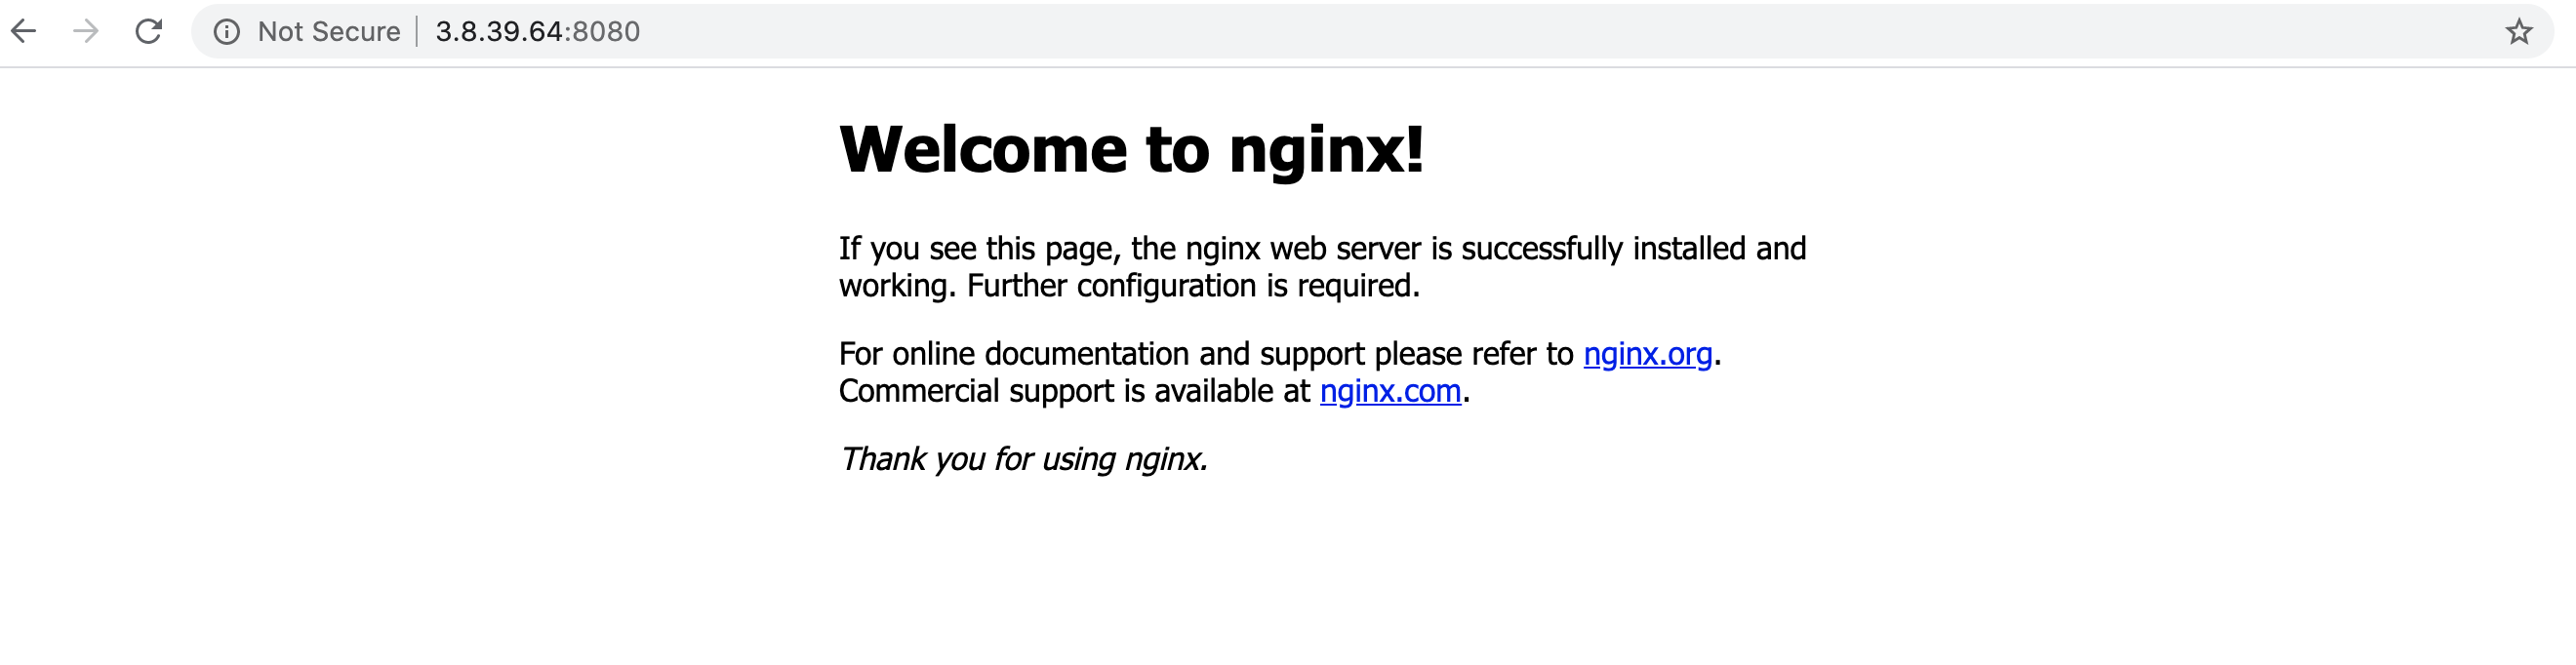 Not Secure 3.8.39.64:8080
Welcome to nginx!
If you see this page, the nginx web server is successfully installed and
working. Further configuration is required.
For online documentation and support please refer to nginx.org.
Commercial support is available at nginx.com.
Thank you for using nginx.